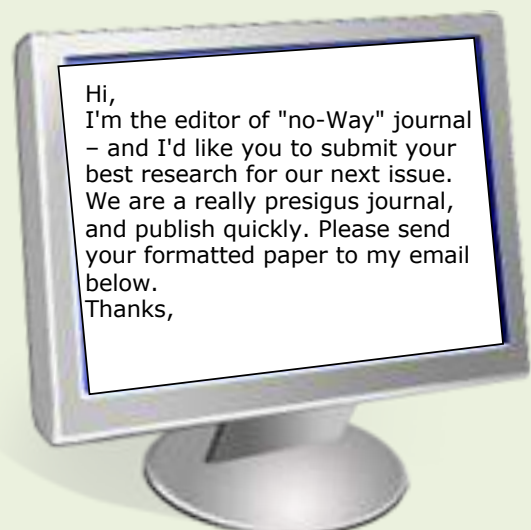 Hi,
I'm the editor of "no-Way" journal
– and I'd like you to submit your
best research for our next issue.
We are a really presigus journal,
and publish quickly. Please send
your formatted paper to my email
below.
Thanks,